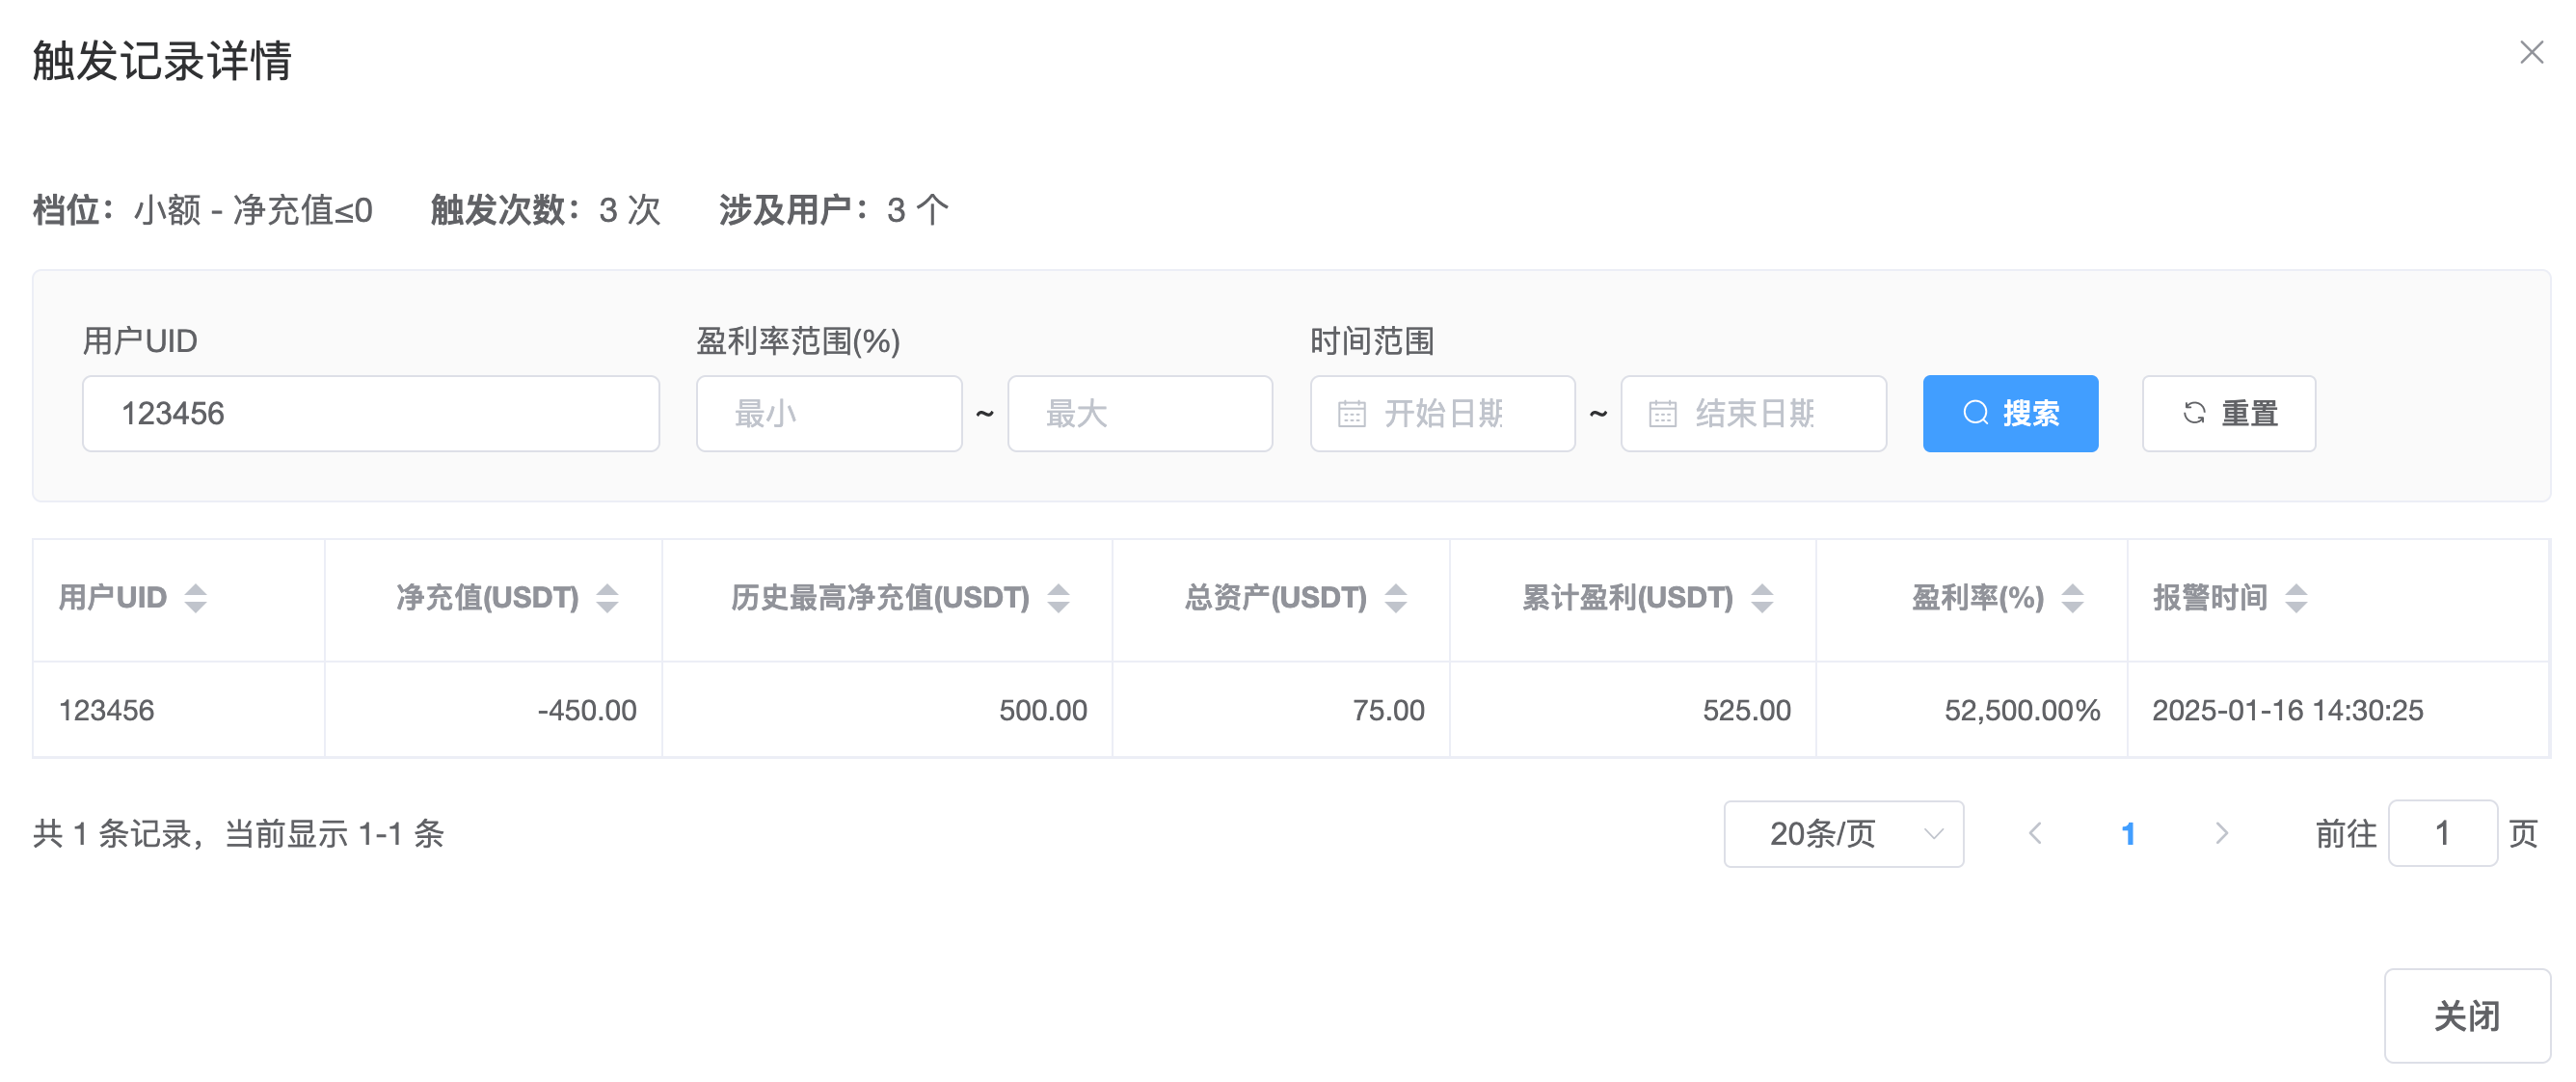 触发记录详情
档位：小额 - 净充值≤0 触发次数：3 次 涉及用户：3 个
用户UID 盈利率范围(%) 时间范围
123456 最小 ~ 最大 开始日期 ~ 结束日期 搜索 重置
用户UID 净充值(USDT) 历史最高净充值(USDT) 总资产(USDT) 累计盈利(USDT) 盈利率(%) 报警时间
123456 -450.00 500.00 75.00 525.00 52,500.00% 2025-01-16 14:30:25
共 1 条记录，当前显示 1-1 条 20条/页 1 前往 1 页
关闭